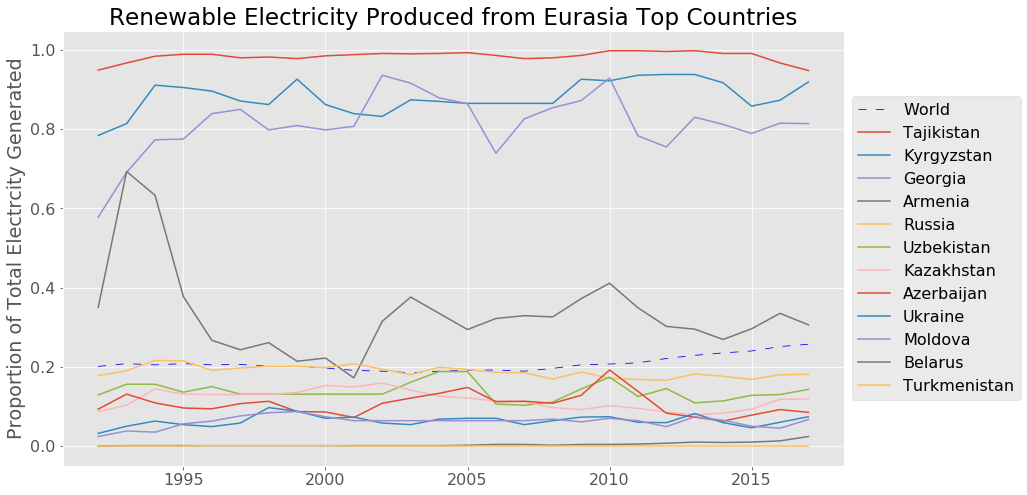 Renewable Electricity Produced from Eurasia Top Countries
Proportion of Total Electrcity Generated
1.0
0.8
0.6
0.4
0.2
0.0
1995
2000
2005
2010
2015
World
Tajikistan
Kyrgyzstan
Georgia
Armenia
Russia
Uzbekistan
Kazakhstan
Azerbaijan
Ukraine
Moldova
Belarus
Turkmenistan